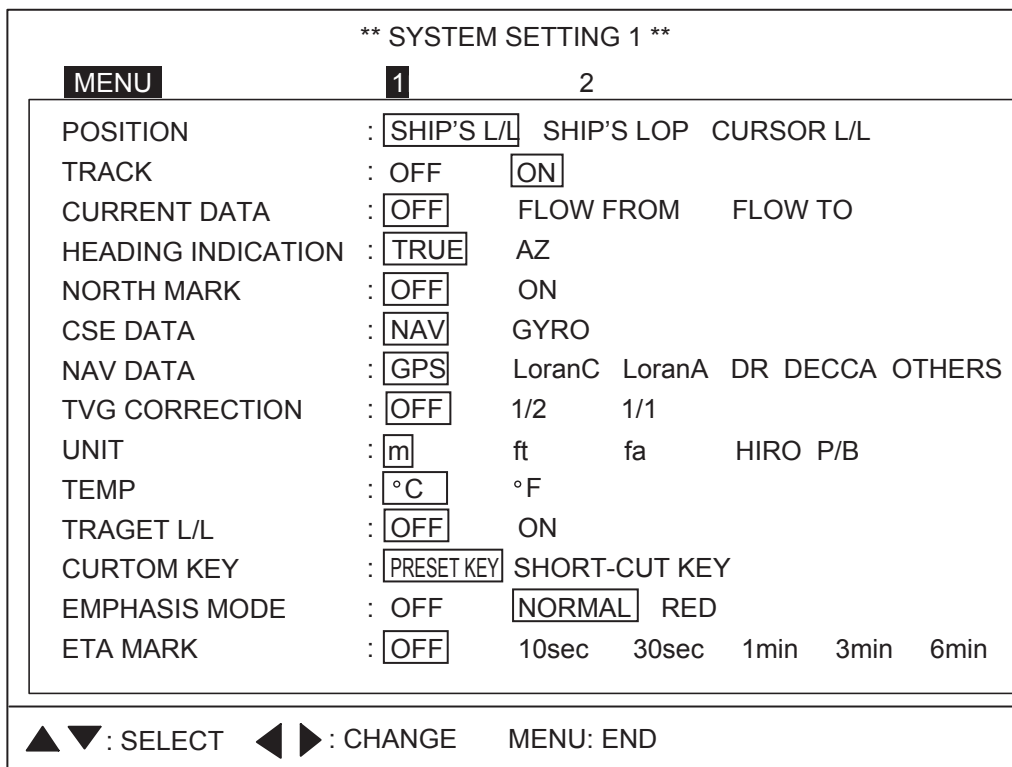 ** SYSTEM SETTING 1 **
MENU 1 2
POSITION : SHIP'S L/L SHIP'S LOP CURSOR L/L
TRACK : OFF ON
CURRENT DATA : OFF FLOW FROM FLOW TO
HEADING INDICATION : TRUE AZ
NORTH MARK : OFF ON
CSE DATA : NAV GYRO
NAV DATA : GPS LoranC LoranA DR DECCA OTHERS
TVG CORRECTION : OFF 1/2 1/1
UNIT : m ft fa HIRO P/B
TEMP : °C °F
TRAGET L/L : OFF ON
CURTOM KEY : PRESET KEY SHORT-CUT KEY
EMPHASIS MODE : OFF NORMAL RED
ETA MARK : OFF 10sec 30sec 1min 3min 6min
▲ ▼: SELECT ◀ ▶: CHANGE MENU: END